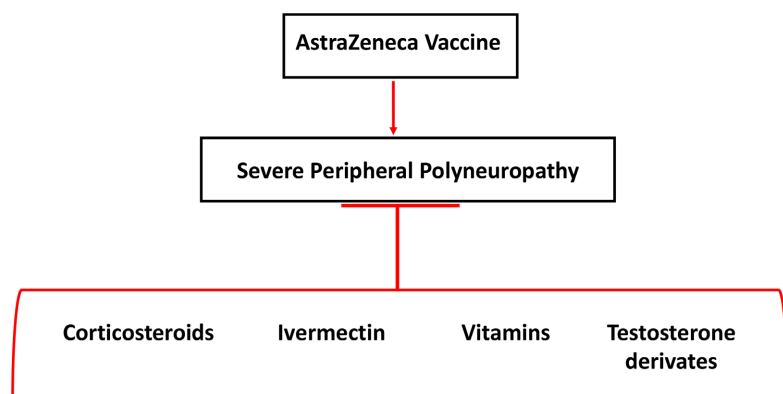 AstraZeneca Vaccine
Severe Peripheral Polyneuropathy
Corticosteroids Ivermectin Vitamins Testosterone
derivates